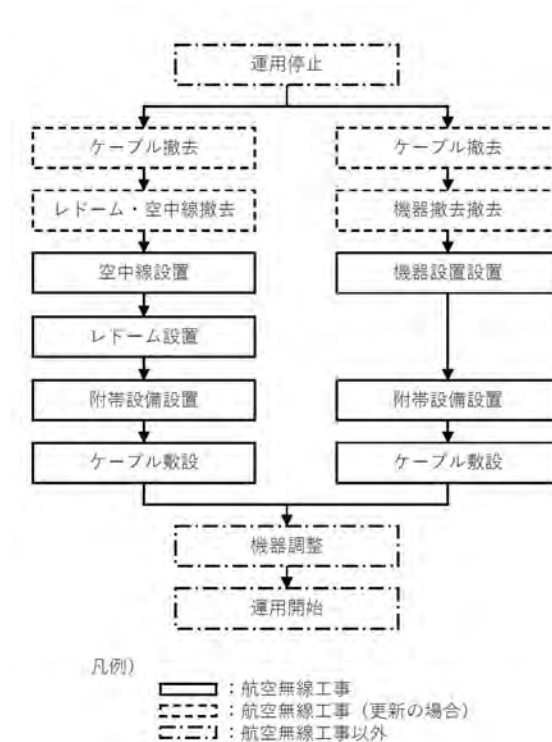 運用停止
ケーブル撤去
ケーブル撤去
レドーム・空中線撤去
機器撤去撤去
空中線設置
機器設置設置
レドーム設置
附帯設備設置
附帯設備設置
ケーブル敷設
ケーブル敷設
機器調整
運用開始
凡例）
：航空無線工事
：航空無線工事（更新の場合）
：航空無線工事以外